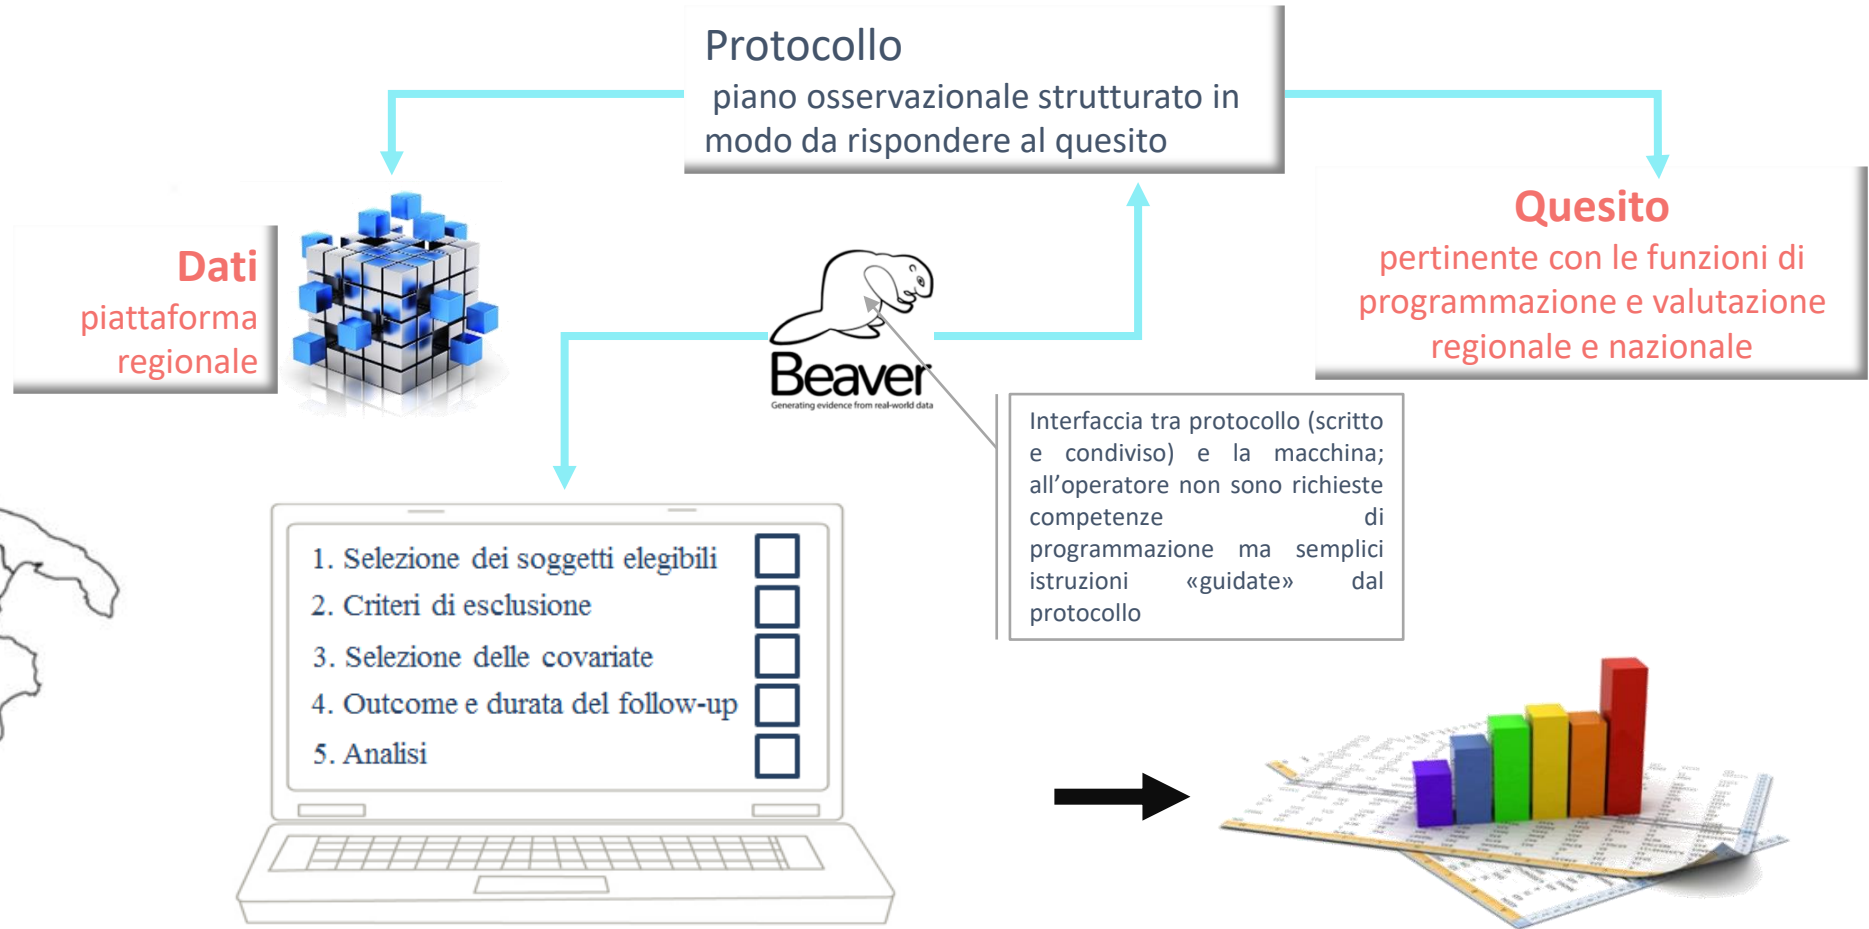 Protocollo
piano osservazionale strutturato in
modo da rispondere al quesito
Dati
piattaforma
regionale
Quesito
pertinente con le funzioni di
programmazione e valutazione
regionale e nazionale
Beaver
Generating evidence from real-world data
Interfaccia tra protocollo (scritto
e condiviso) e la macchina;
all’operatore non sono richieste
competenze di
programmazione ma semplici
istruzioni «guidate» dal
protocollo
1. Selezione dei soggetti elegibili
2. Criteri di esclusione
3. Selezione delle covariate
4. Outcome e durata del follow-up
5. Analisi